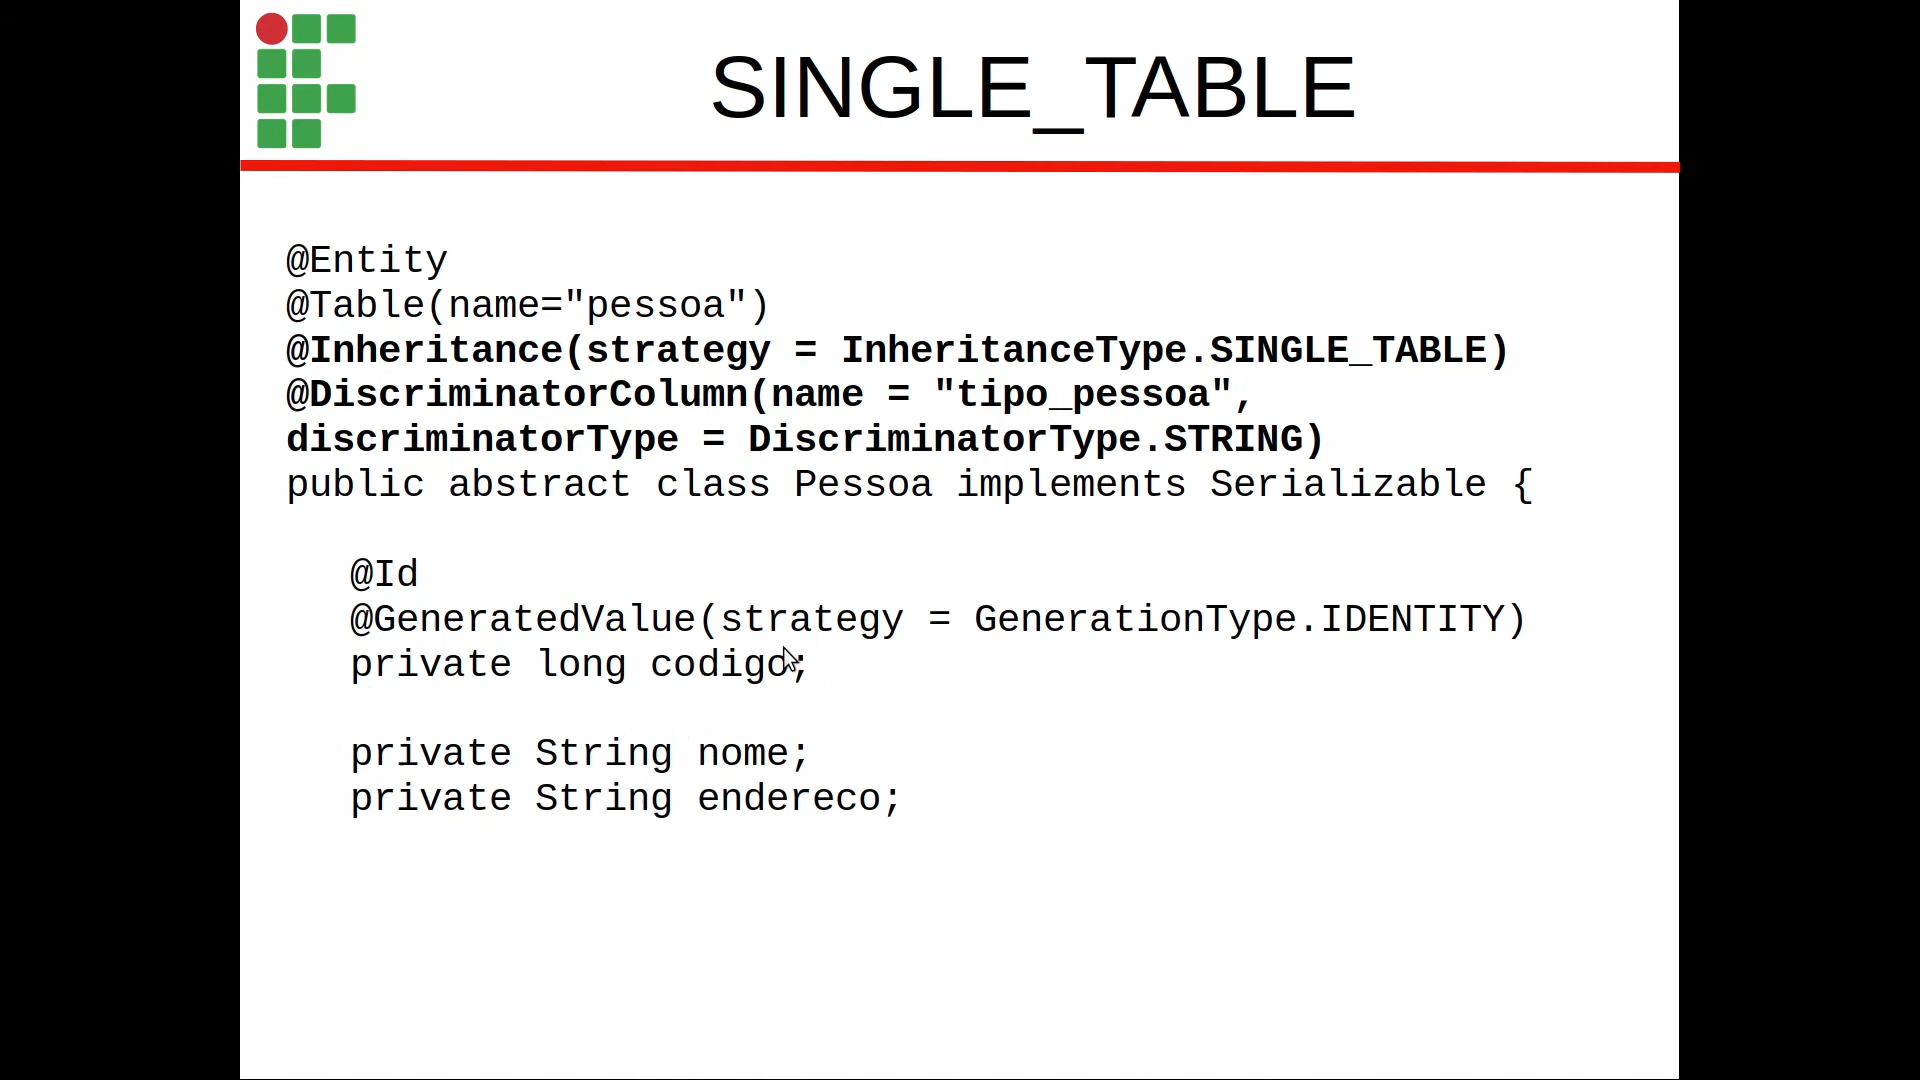 SINGLE_TABLE
@Entity
@Table(name="pessoa")
@Inheritance(strategy = InheritanceType.SINGLE_TABLE)
@DiscriminatorColumn(name = "tipo_pessoa",
discriminatorType = DiscriminatorType.STRING)
public abstract class Pessoa implements Serializable {
@Id
@GeneratedValue(strategy = GenerationType.IDENTITY)
private long codigo;
private String nome;
private String endereco;